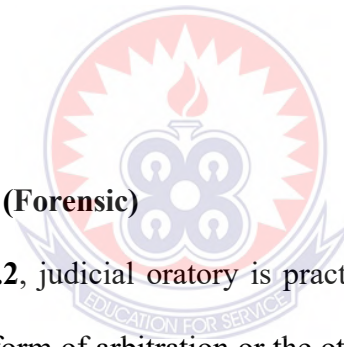 (Forensic)
.2, judicial oratory is pract
EDUCATION FOR SERVICE
form of arbitration or the ot